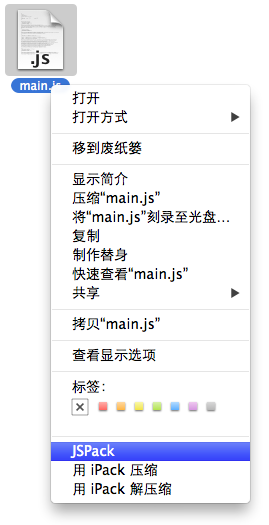 .js
main.js
打开
打开方式
移到废纸篓
显示简介
压缩“main.js”
将“main.js”刻录至光盘…
复制
制作替身
快速查看“main.js”
共享
拷贝“main.js”
查看显示选项
标签：
JSPack
用 iPack 压缩
用 iPack 解压缩